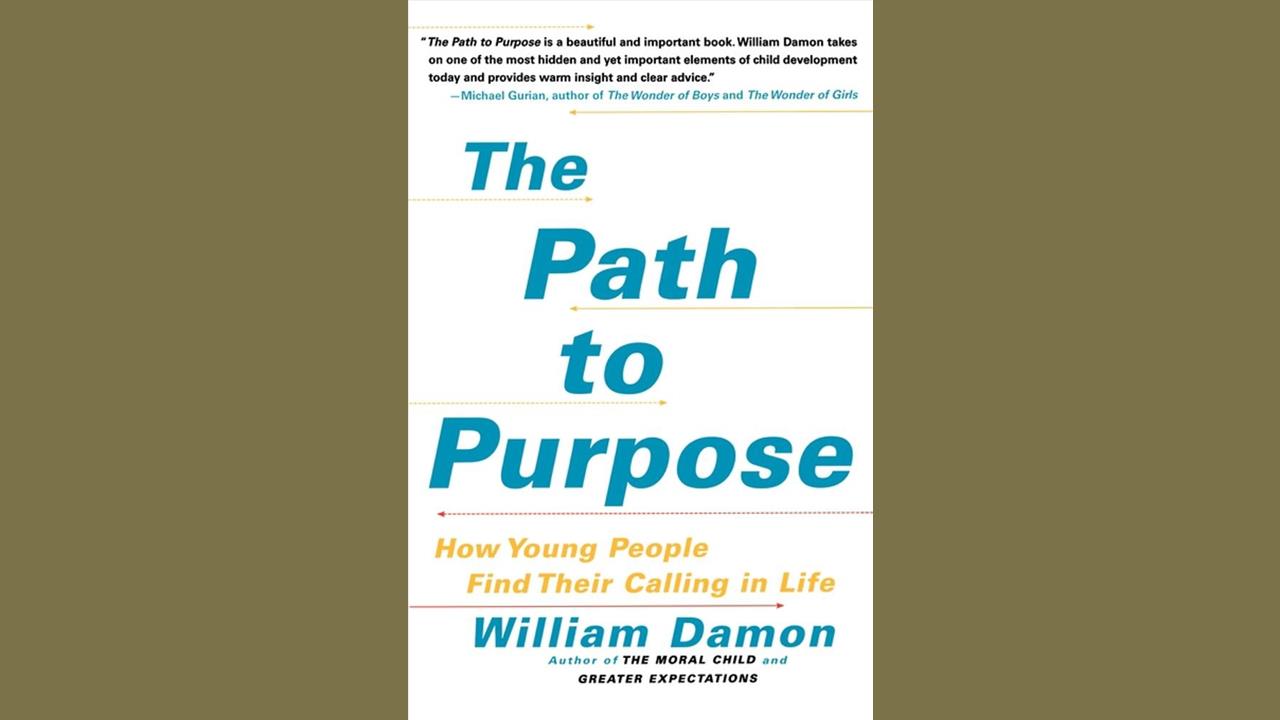 "The Path to Purpose is a beautiful and important book. William Damon takes
on one of the most hidden and yet important elements of child development
today and provides warm insight and clear advice."
—Michael Gurian, author of The Wonder of Boys and The Wonder of Girls
The
Path
to
Purpose
How Young People
Find Their Calling in Life
William Damon
Author of THE MORAL CHILD and
GREATER EXPECTATIONS